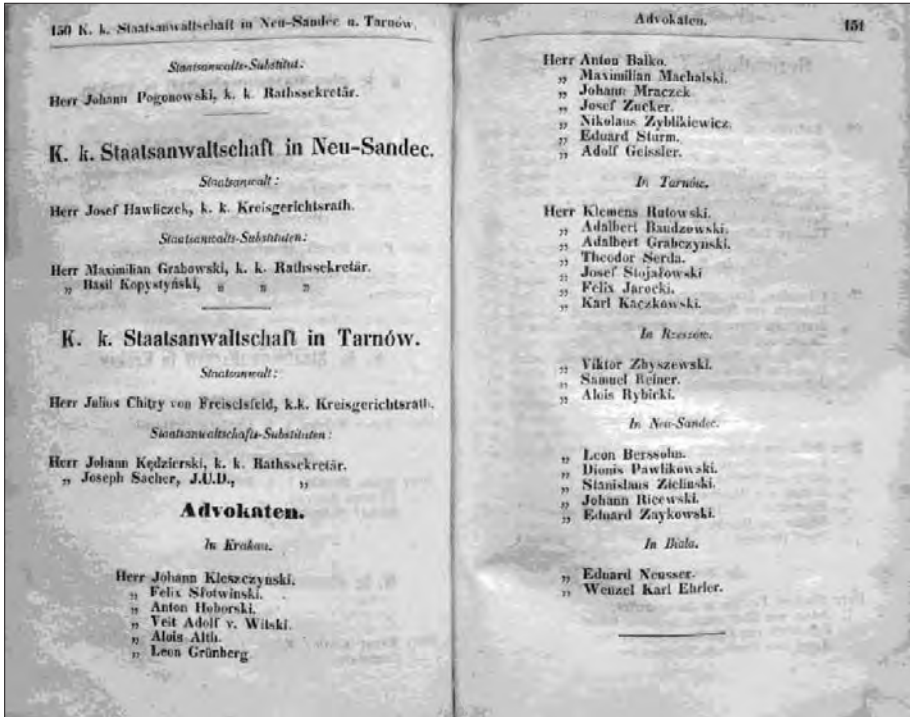 150 K. k. Staatsanwaltschaft in Neu-Sandec u. Tarnów.
Staatsanwalts-Substitut:
Herr Johann Pogonowski, k. k. Rathssekretär.
K. k. Staatsanwaltschaft in Neu-Sandec.
Staatsanwalt:
Herr Josef Hawliczek, k. k. Kreisgerichtsrath.
Staatsanwalts-Substituten:
Herr Maximilian Grabowski, k. k. Rathssekretär.
„ Basil Kopystyński, „ „ „
K. k. Staatsanwaltschaft in Tarnów.
Staatsanwalt:
Herr Julius Chitry von Freiselsfeld, k.k. Kreisgerichtsrath.
Staatsanwaltschafts-Substituten:
Herr Johann Kędzierski, k. k. Rathssekretär.
„ Joseph Sacher, J.U.D., „
Advokaten.
In Krakau.
Herr Johann Kleszczyński.
„ Felix Słotwinski.
„ Anton Hoborski.
„ Veit Adolf v. Wilski.
„ Alois Alth.
„ Leon Grünberg
Advokaten. 151
Herr Anton Balko.
„ Maximilian Machalski.
„ Johann Mraczek
„ Josef Zucker.
„ Nikolaus Zyblikiewicz.
„ Eduard Sturm.
„ Adolf Geissler.
In Tarnów.
Herr Klemens Rutowski.
„ Adalbert Bandzowski.
„ Adalbert Grabczyński.
„ Theodor Serda.
„ Josef Stojałowski
„ Felix Jarocki.
„ Karl Kaczkowski.
In Rzeszów.
„ Viktor Zbyszewski.
„ Samuel Reiner.
„ Alois Rybicki.
In Neu-Sandec.
„ Leon Berssohn.
„ Dionis Pawlikowski.
„ Stanislaus Zielinski.
„ Johann Ricewski.
„ Eduard Zaykowski.
In Biala.
„ Eduard Neusser.
„ Wenzel Karl Ehrler.